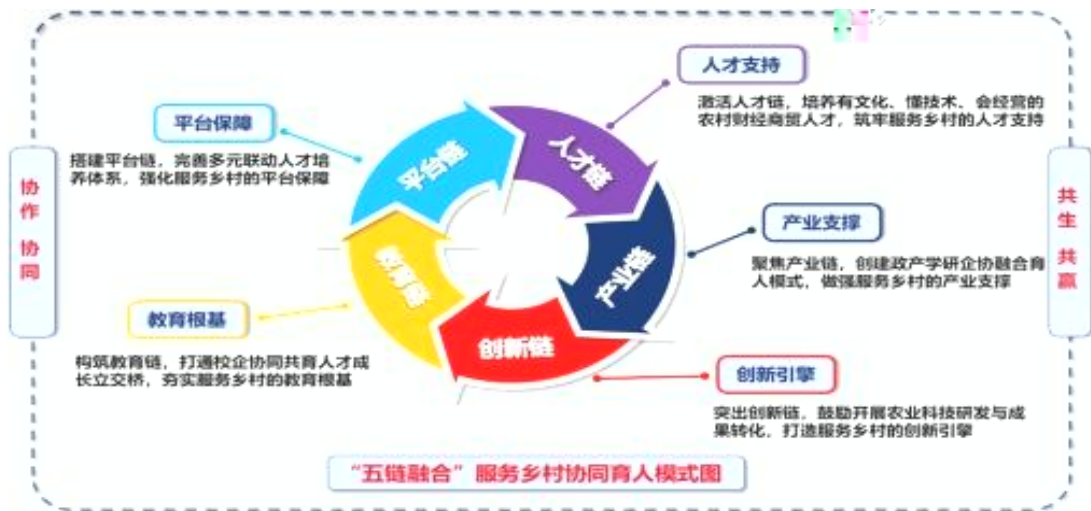 人才支持
激活人才链，培养有文化、懂技术、会经营的
农村财经商贸人才，筑牢服务乡村的人才支持
平台保障
搭建平台链，完善多元联动人才培
养体系，强化服务乡村的平台保障
平台链
人才链
协作 协同
共生 共赢
产业支撑
聚焦产业链，创建政产学研企协融合育
人模式，做强服务乡村的产业支撑
教育链
产业链
创新链
教育根基
构筑教育链，打通校企协同共育人才成
长立交桥，夯实服务乡村的教育根基
创新引擎
突出创新链，鼓励开展农业科技研发与成
果转化，打造服务乡村的创新引擎
“五链融合”服务乡村协同育人模式图